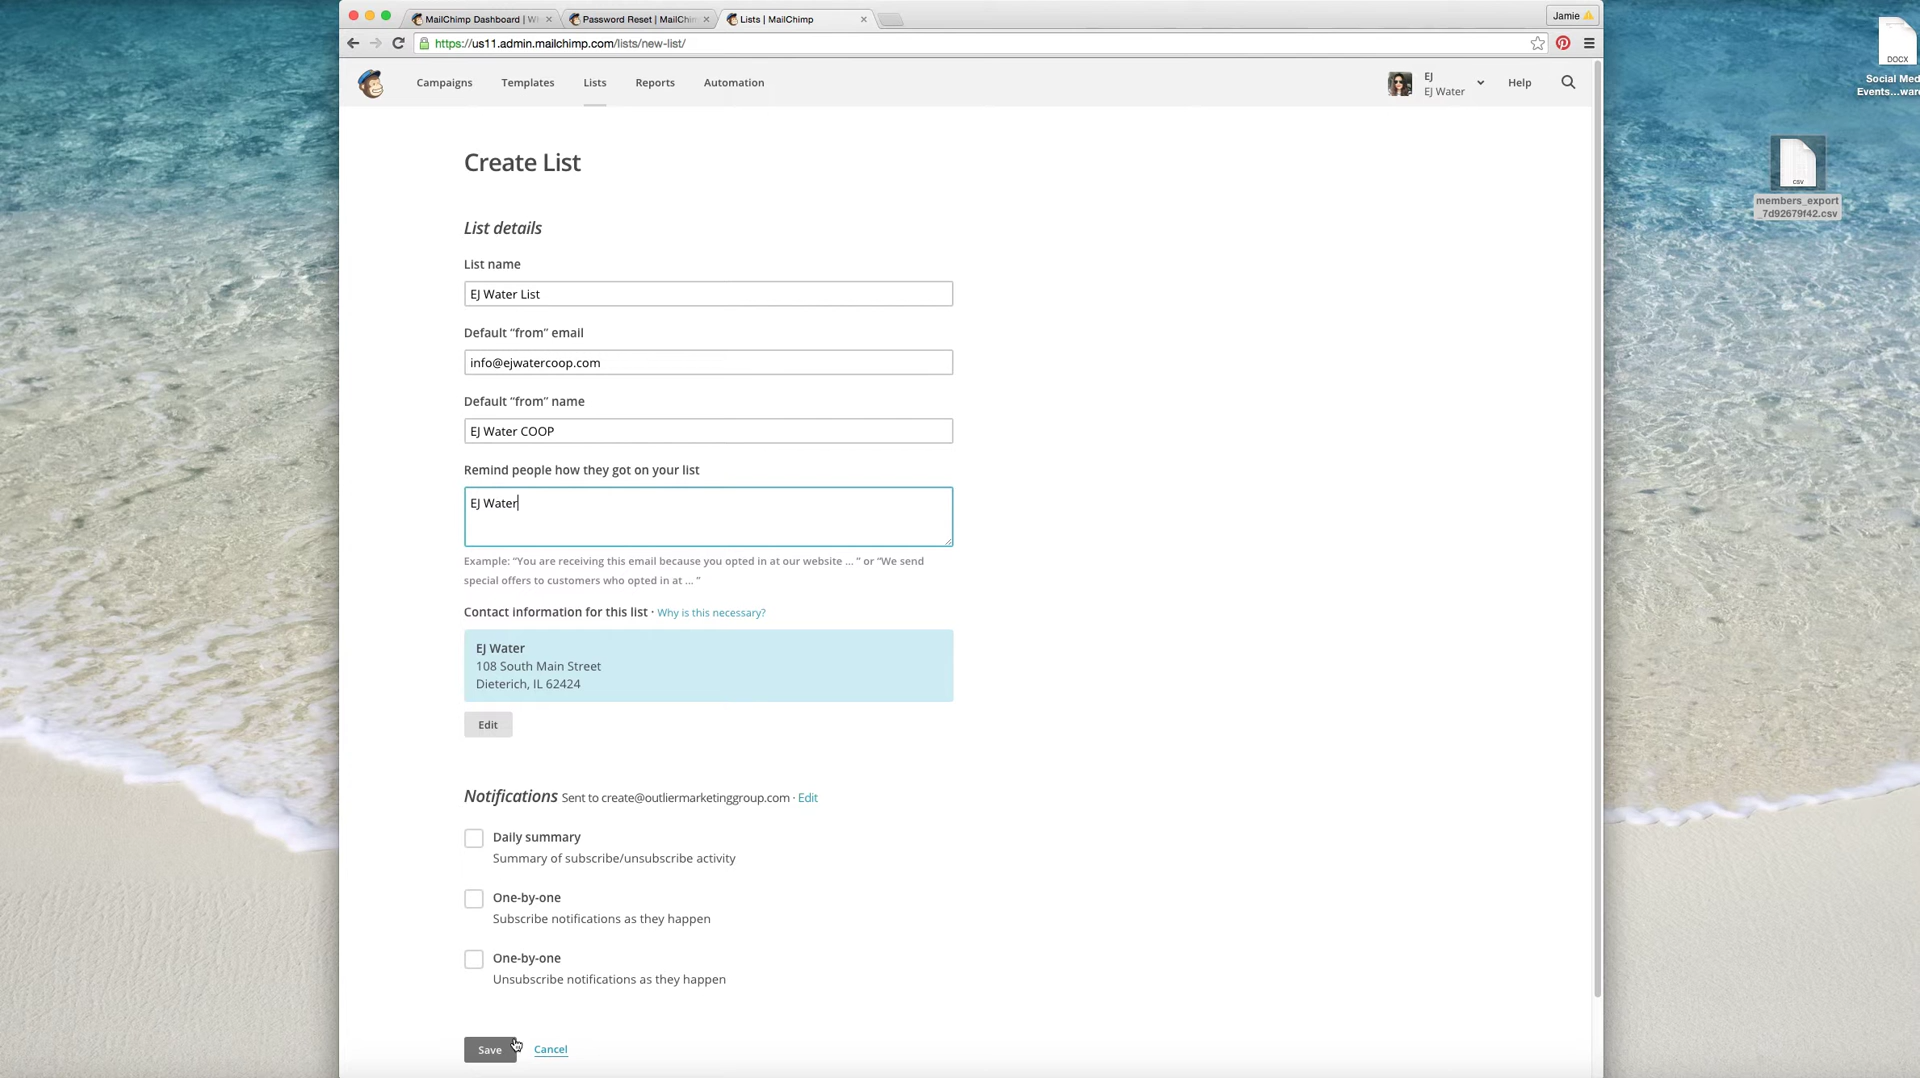 MailChimp Dashboard | W
Password Reset | MailChim
Lists | MailChimp
Jamie
https://us11.admin.mailchimp.com/lists/new-list/
Campaigns
Templates
Lists
Reports
Automation
EJ
EJ Water
Help
Create List
List details
List name
EJ Water List
Default “from” email
info@ejwatercoop.com
Default “from” name
EJ Water COOP
Remind people how they got on your list
EJ Water
Example: “You are receiving this email because you opted in at our website ... ” or “We send
special offers to customers who opted in at ... ”
Contact information for this list · Why is this necessary?
EJ Water
108 South Main Street
Dieterich, IL 62424
Edit
Notifications Sent to create@outliermarketinggroup.com · Edit
Daily summary
Summary of subscribe/unsubscribe activity
One-by-one
Subscribe notifications as they happen
One-by-one
Unsubscribe notifications as they happen
Save
Cancel
DOCX
Social Med
Events...ware
CSV
members_export
_7d92679f42.csv